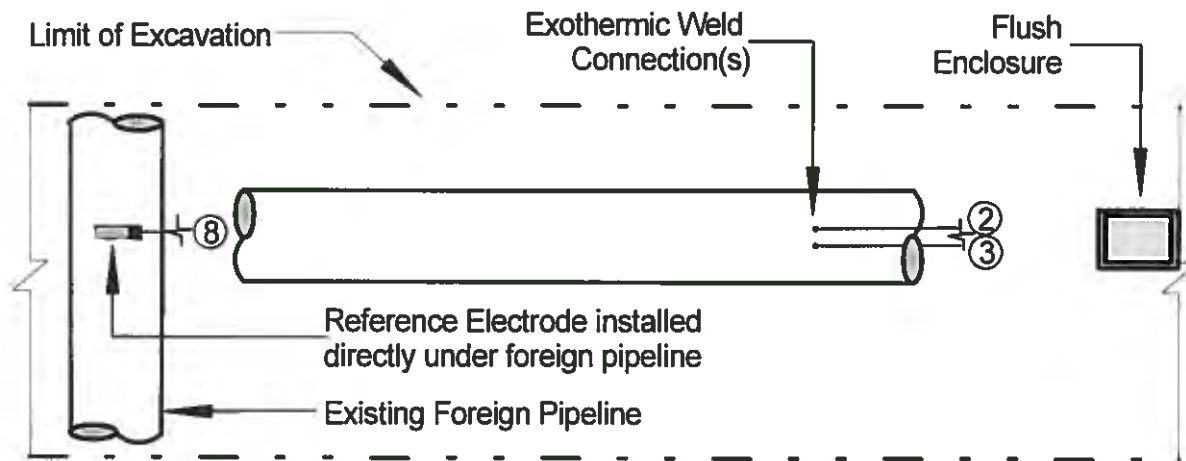 Limit of Excavation
Exothermic Weld
Connection(s)
Flush
Enclosure
8
2
3
Reference Electrode installed
directly under foreign pipeline
Existing Foreign Pipeline